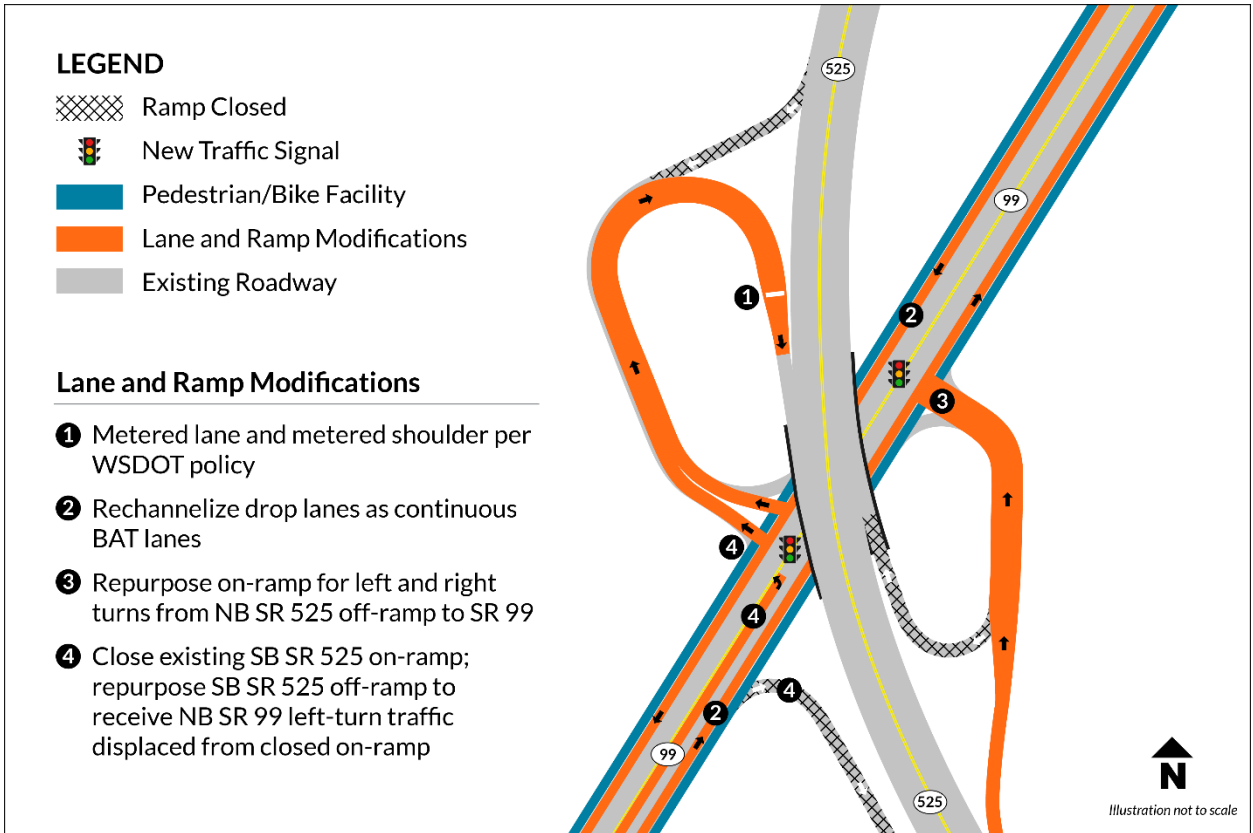 LEGEND
Ramp Closed
New Traffic Signal
Pedestrian/Bike Facility
Lane and Ramp Modifications
Existing Roadway
Lane and Ramp Modifications
1 Metered lane and metered shoulder per
WSDOT policy
2 Rechannelize drop lanes as continuous
BAT lanes
3 Repurpose on-ramp for left and right
turns from NB SR 525 off-ramp to SR 99
4 Close existing SB SR 525 on-ramp;
repurpose SB SR 525 off-ramp to
receive NB SR 99 left-turn traffic
displaced from closed on-ramp
525
99
1
2
3
4
4
4
2
99
525
N
Illustration not to scale